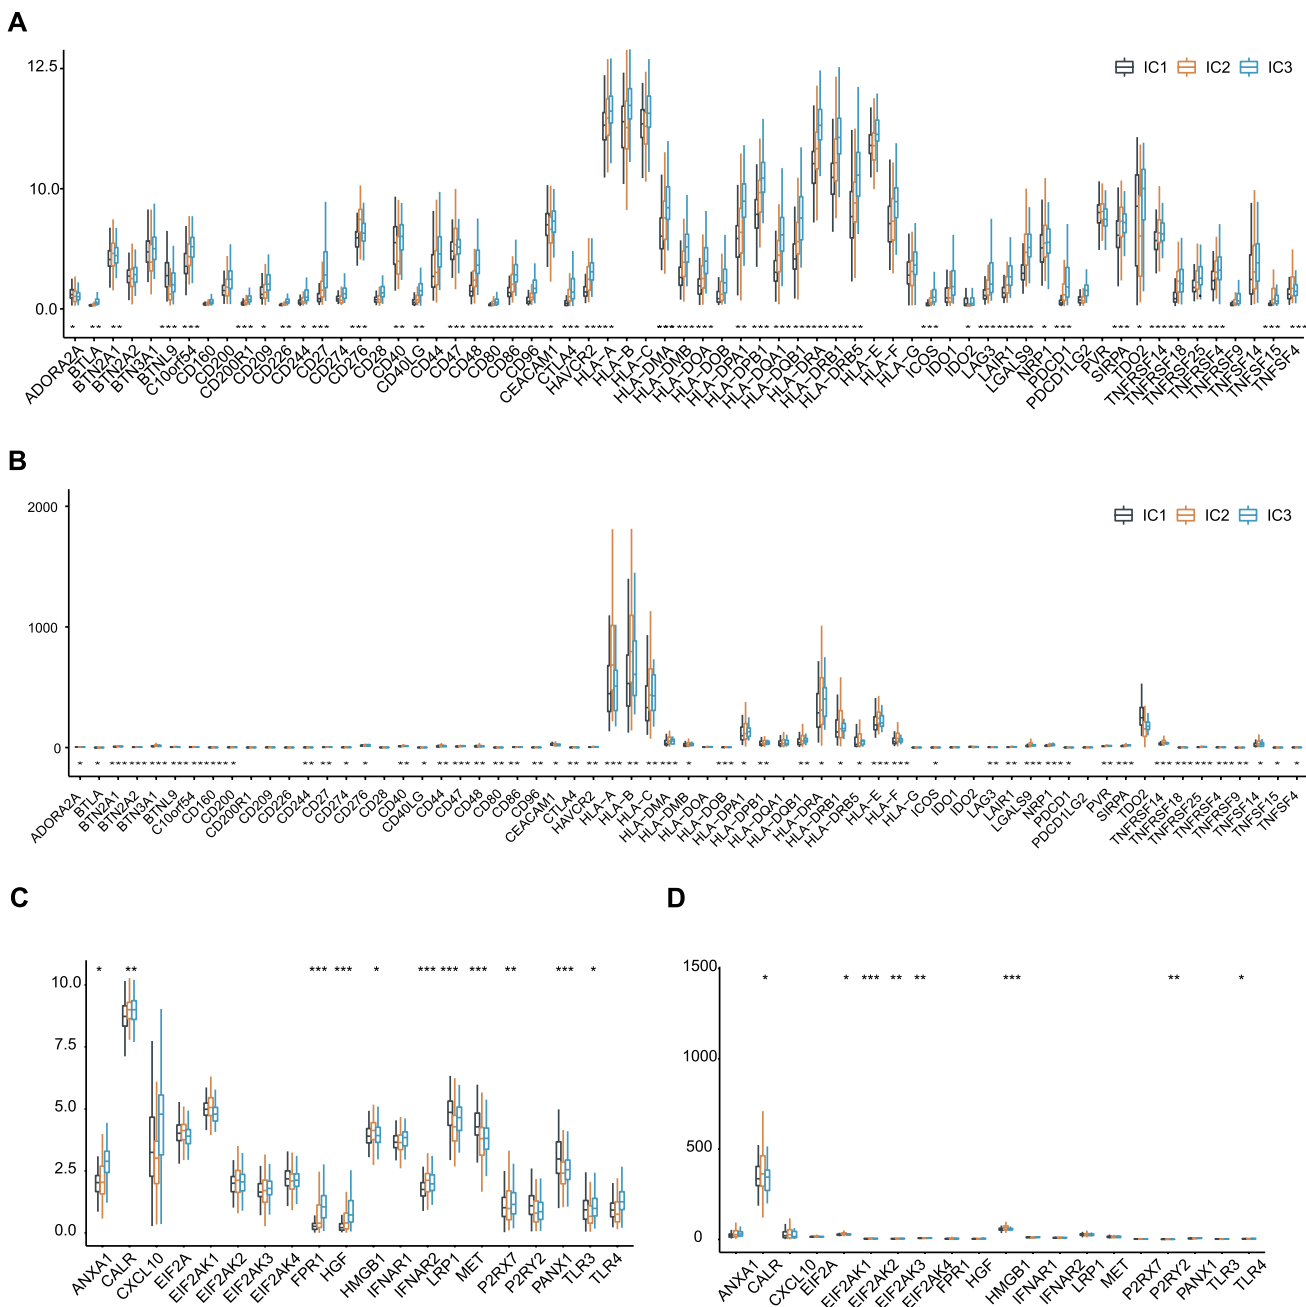 A
12.5
10.0
0.0
IC1 IC2 IC3
ADORA2A BTLA BTN2A1 BTN2A2 BTN3A1 BTNL9 C10orf54 CD160 CD200 CD200R1 CD209 CD226 CD244 CD27 CD274 CD276 CD28 CD40 CD40LG CD44 CD47 CD48 CD80 CD86 CD96 CEACAM1 CTLA4 HAVCR2 HLA-A HLA-B HLA-C HLA-DMA HLA-DMB HLA-DOA HLA-DOB HLA-DPA1 HLA-DPB1 HLA-DQA1 HLA-DQB1 HLA-DRA HLA-DRB1 HLA-DRB5 HLA-E HLA-F HLA-G ICOS IDO1 IDO2 LAG3 LAIR1 LGALS9 NRP1 PDCD1 PDCD1LG2 PVR SIRPA TDO2 TNFRSF14 TNFRSF18 TNFRSF25 TNFRSF4 TNFRSF9 TNFSF14 TNFSF15 TNFSF4
B
2000
1000
0
IC1 IC2 IC3
ADORA2A BTLA BTN2A1 BTN2A2 BTN3A1 BTNL9 C10orf54 CD160 CD200 CD200R1 CD209 CD226 CD244 CD27 CD274 CD276 CD28 CD40 CD40LG CD44 CD47 CD48 CD80 CD86 CD96 CEACAM1 CTLA4 HAVCR2 HLA-A HLA-B HLA-C HLA-DMA HLA-DMB HLA-DOA HLA-DOB HLA-DPA1 HLA-DPB1 HLA-DQA1 HLA-DQB1 HLA-DRA HLA-DRB1 HLA-DRB5 HLA-E HLA-F HLA-G ICOS IDO1 IDO2 LAG3 LAIR1 LGALS9 NRP1 PDCD1 PDCD1LG2 PVR SIRPA TDO2 TNFRSF14 TNFRSF18 TNFRSF25 TNFRSF4 TNFRSF9 TNFSF14 TNFSF15 TNFSF4
C
* ** *** *** * *** *** *** ** *** *
10.0
7.5
5.0
2.5
0.0
ANXA1 CALR CXCL10 EIF2A EIF2AK1 EIF2AK2 EIF2AK3 EIF2AK4 FPR1 HGF HMGB1 IFNAR1 IFNAR2 LRP1 MET P2RX7 P2RY2 PANX1 TLR3 TLR4
D
* * *** ** ** *** ** *
1500
1000
500
0
ANXA1 CALR CXCL10 EIF2A EIF2AK1 EIF2AK2 EIF2AK3 EIF2AK4 FPR1 HGF HMGB1 IFNAR1 IFNAR2 LRP1 MET P2RX7 P2RY2 PANX1 TLR3 TLR4